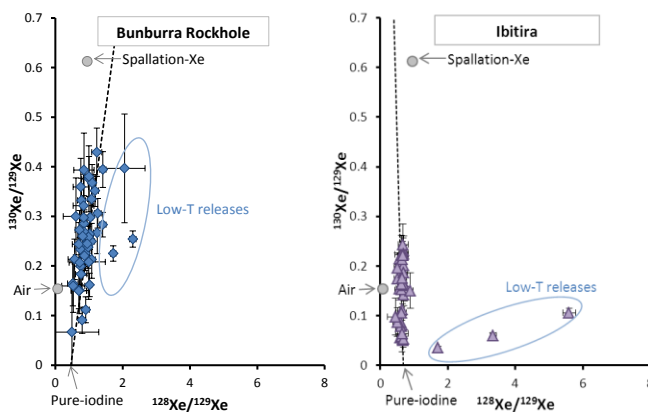 Bunburra Rockhole
Spallation-Xe
Low-T releases
Air
Pure-iodine
¹³⁰Xe/¹²⁹Xe
¹²⁸Xe/¹²⁹Xe
0.7
0.6
0.5
0.4
0.3
0.2
0.1
0
0 2 4 6 8
Ibitira
Spallation-Xe
Low-T releases
Air
Pure-iodine
¹³⁰Xe/¹²⁹Xe
¹²⁸Xe/¹²⁹Xe
0.7
0.6
0.5
0.4
0.3
0.2
0.1
0
0 2 4 6 8